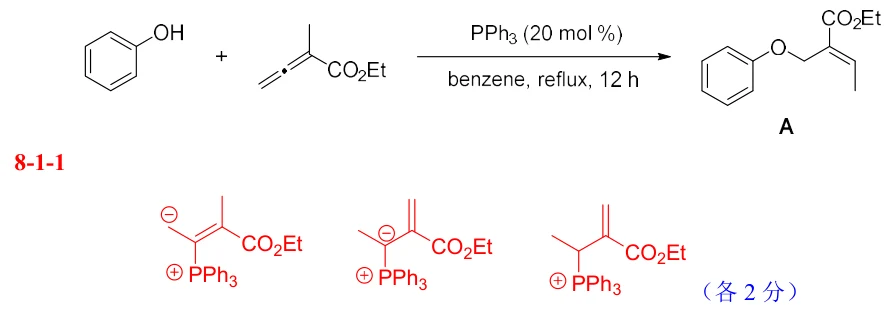 OH
+
CO₂Et
PPh₃ (20 mol %)
benzene, reflux, 12 h
O
CO₂Et
A
8-1-1
⊖
CO₂Et
⊕ PPh₃
⊖
CO₂Et
⊕ PPh₃
CO₂Et
⊕ PPh₃
（各 2 分）